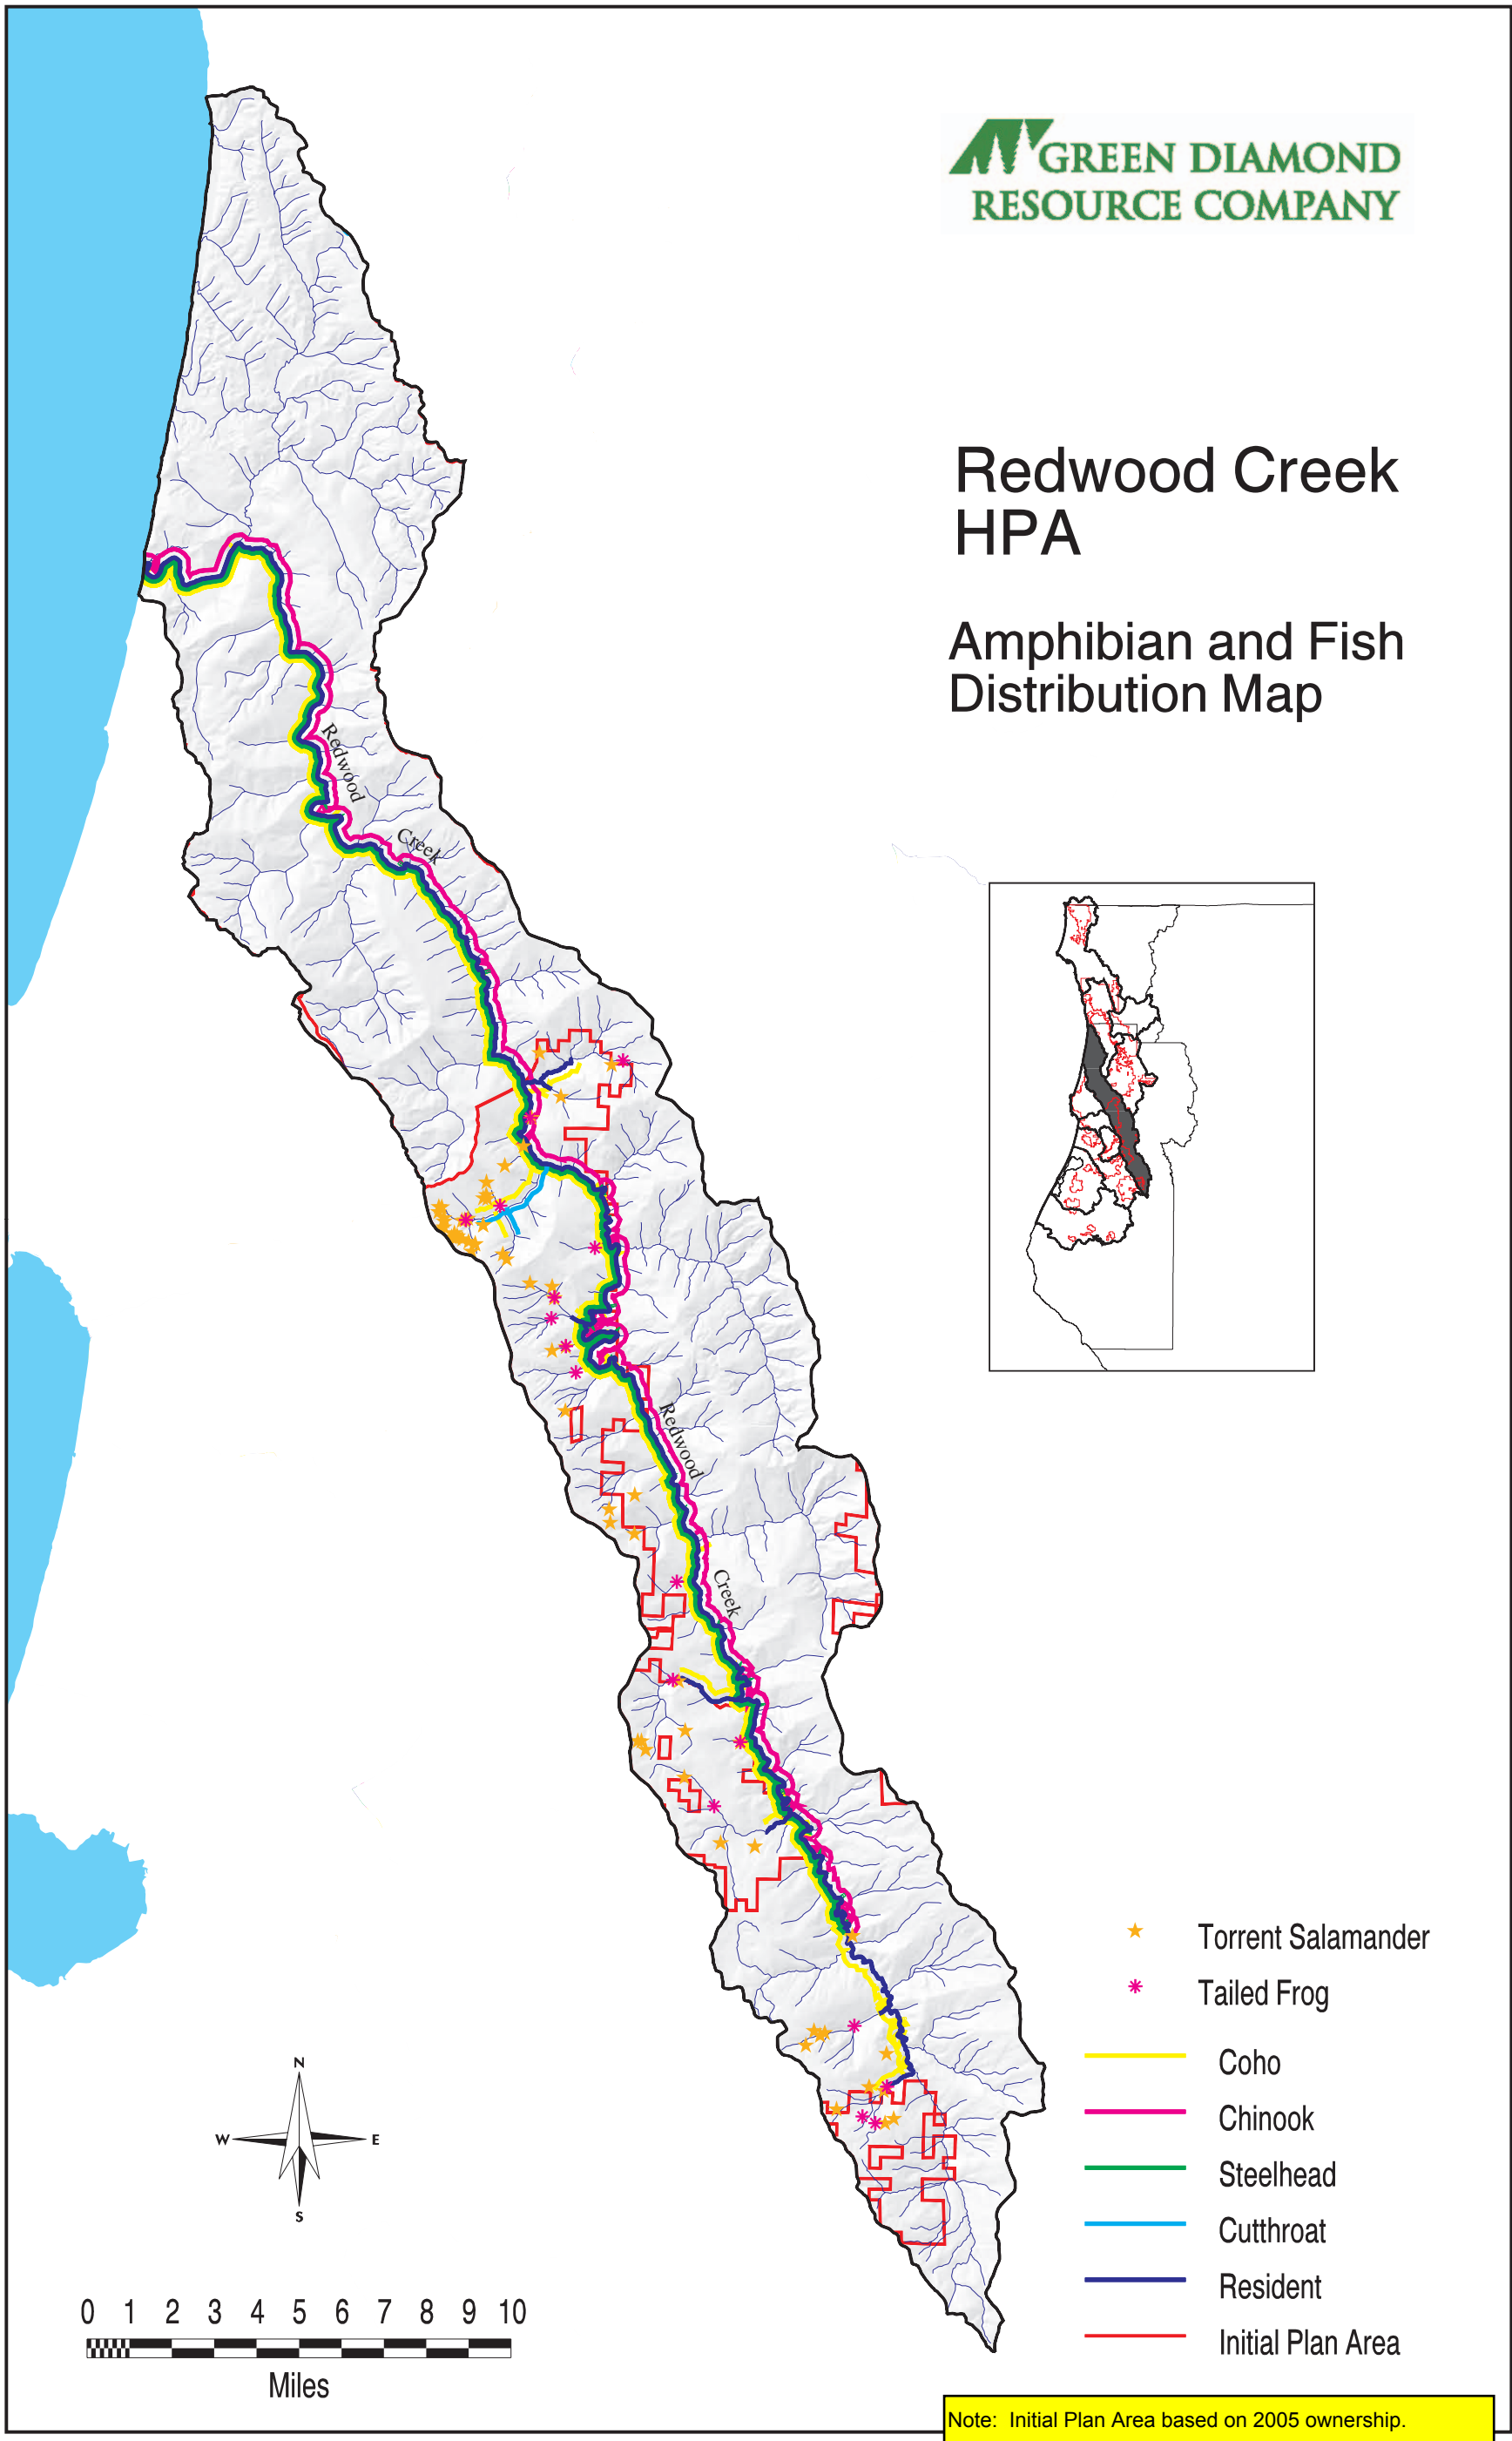 GREEN DIAMOND
RESOURCE COMPANY
Redwood Creek
HPA
Amphibian and Fish
Distribution Map
Redwood
Creek
Redwood
Creek
Torrent Salamander
Tailed Frog
Coho
Chinook
Steelhead
Cutthroat
Resident
Initial Plan Area
N
W E
S
0 1 2 3 4 5 6 7 8 9 10
Miles
Note: Initial Plan Area based on 2005 ownership.